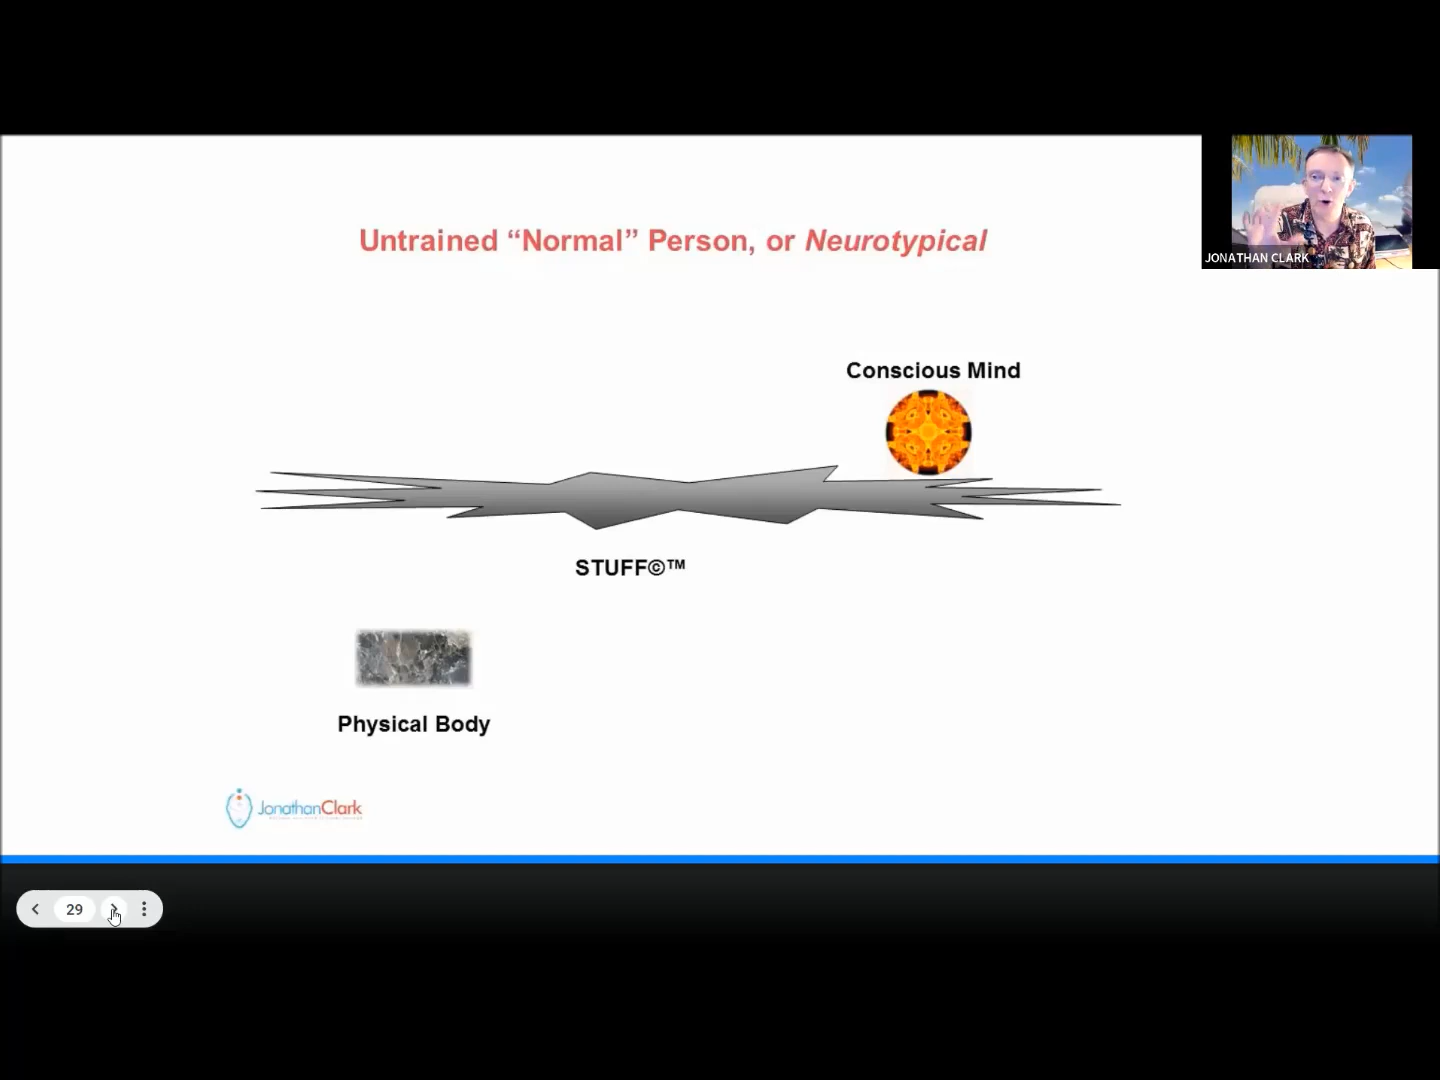 Untrained “Normal” Person, or Neurotypical
JONATHAN CLARK
Conscious Mind
STUFF©™
Physical Body
JonathanClark
29